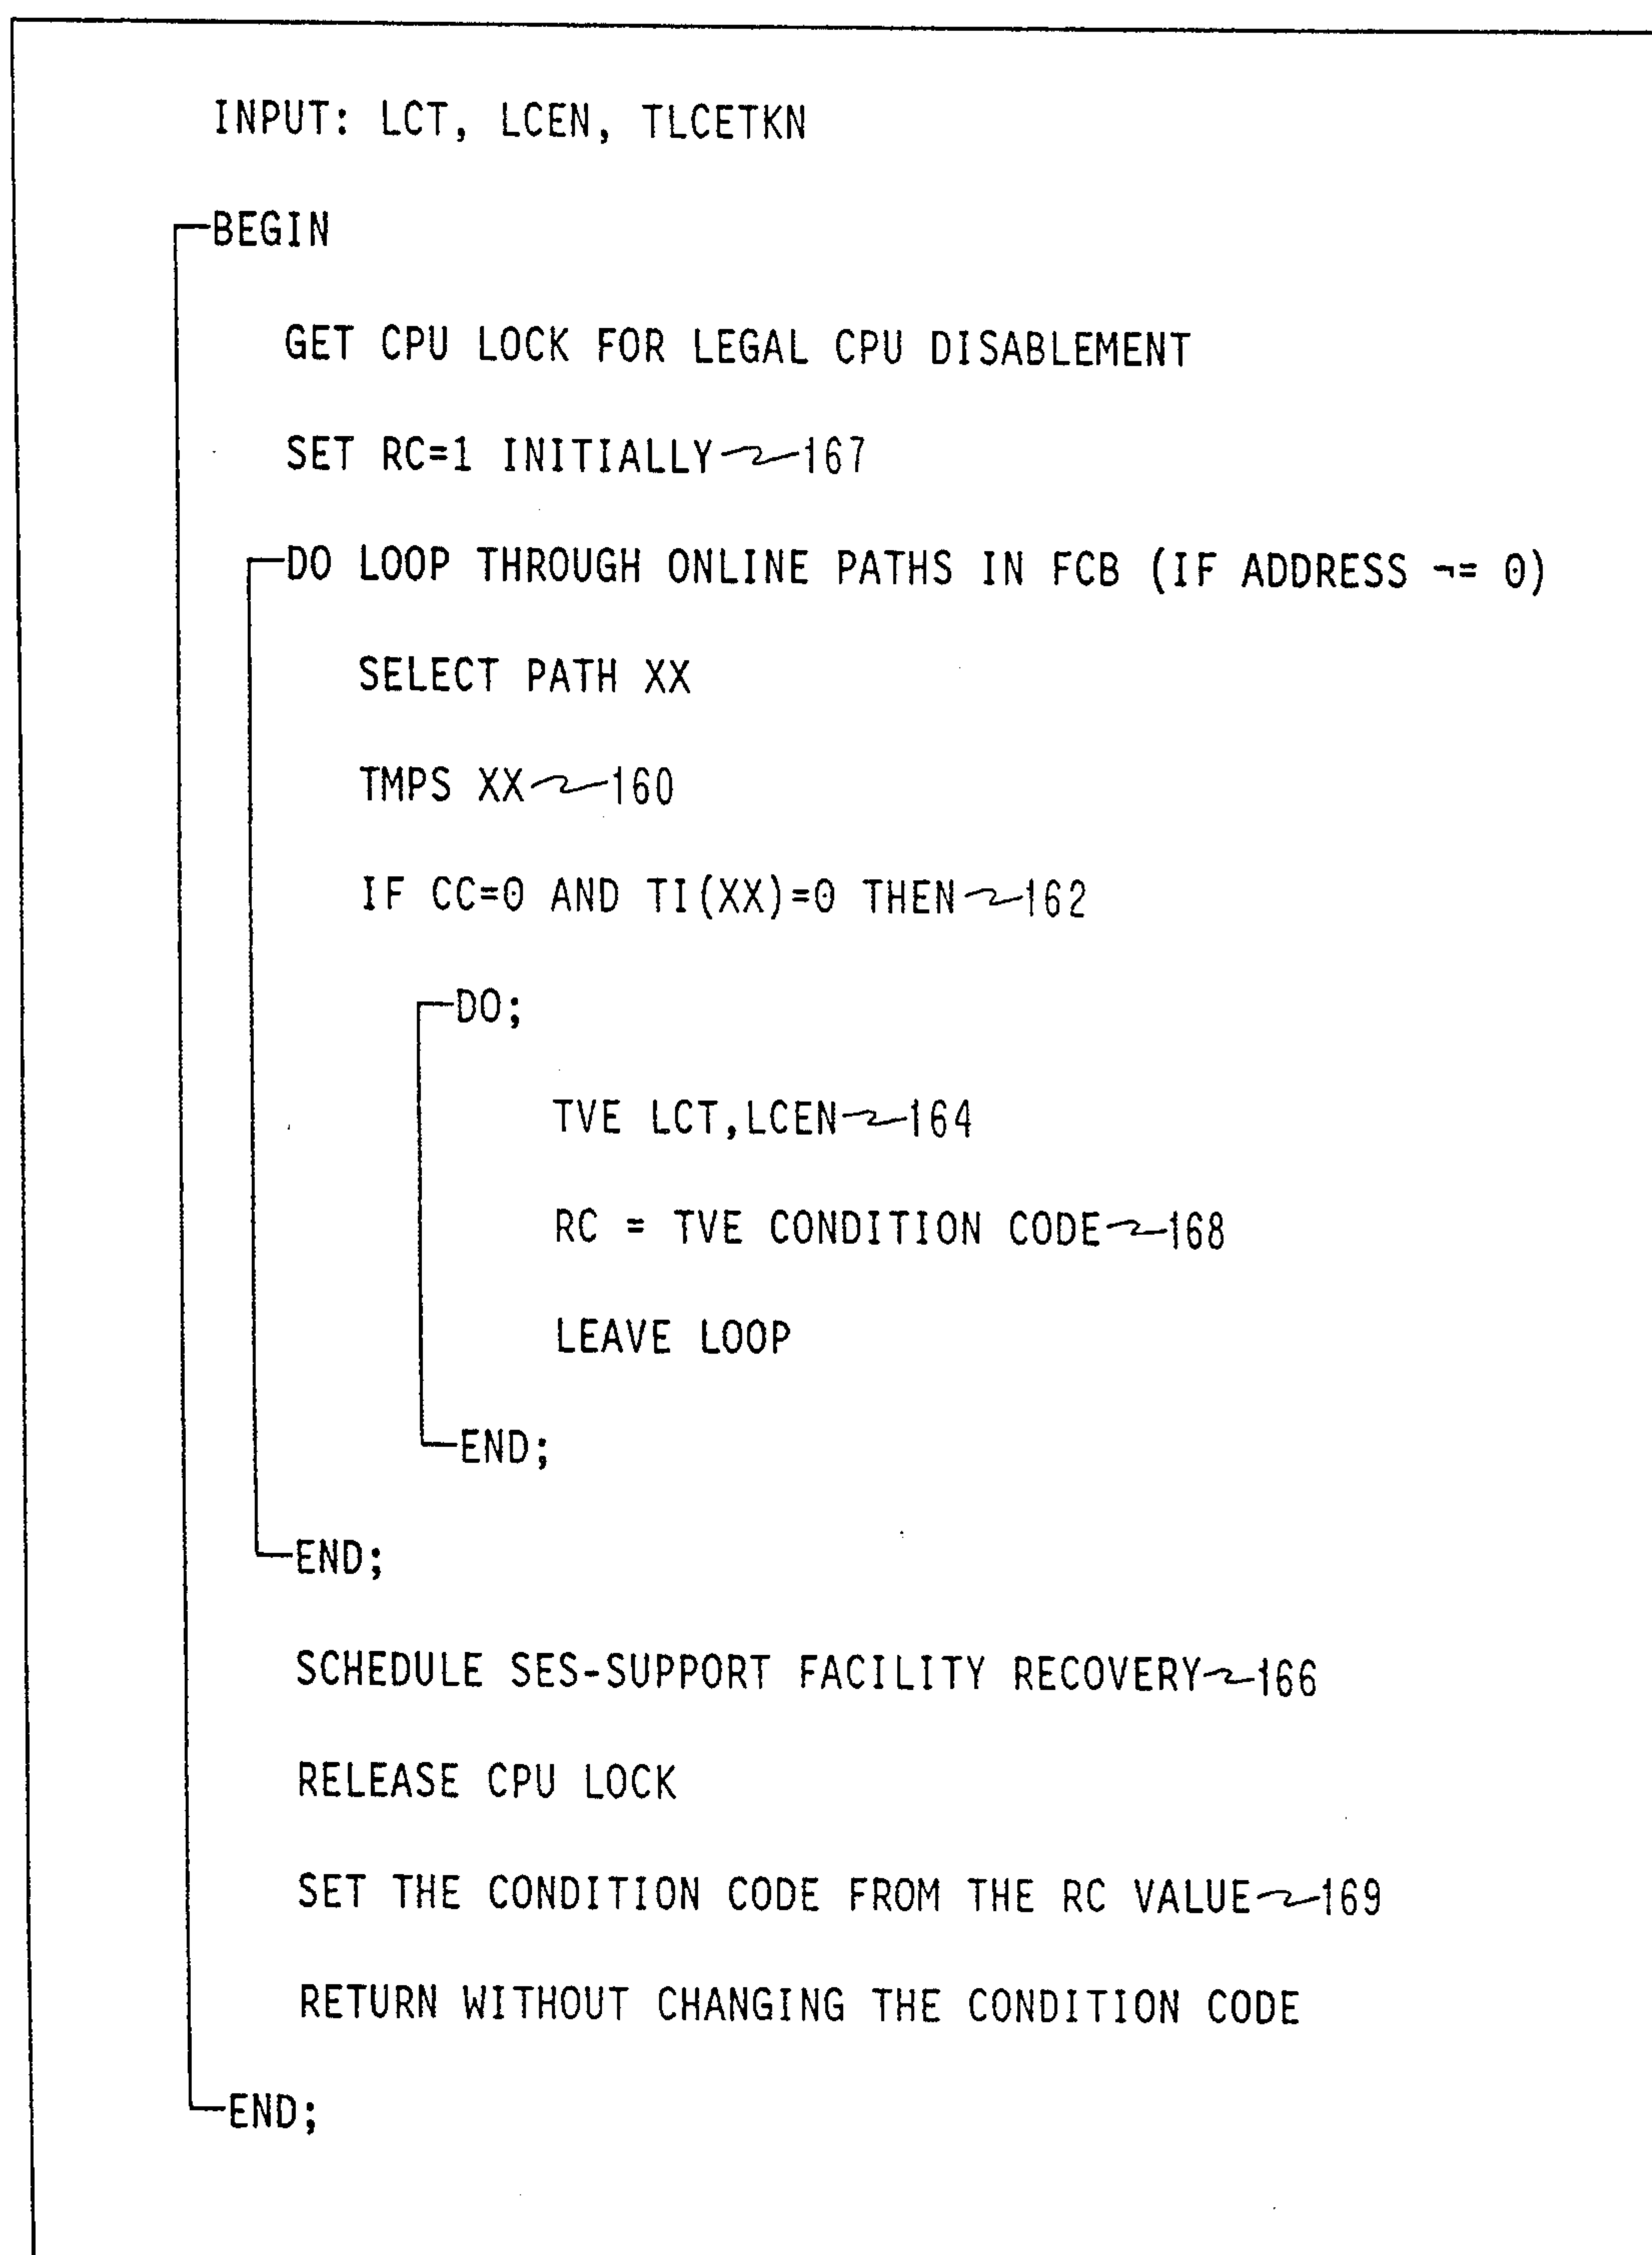 INPUT: LCT, LCEN, TLCETKN
BEGIN
GET CPU LOCK FOR LEGAL CPU DISABLEMENT
SET RC=1 INITIALLY 167
DO LOOP THROUGH ONLINE PATHS IN FCB (IF ADDRESS ¬= 0)
SELECT PATH XX
TMPS XX 160
IF CC=0 AND TI(XX)=0 THEN 162
DO;
TVE LCT,LCEN 164
RC = TVE CONDITION CODE 168
LEAVE LOOP
END;
END;
SCHEDULE SES-SUPPORT FACILITY RECOVERY 166
RELEASE CPU LOCK
SET THE CONDITION CODE FROM THE RC VALUE 169
RETURN WITHOUT CHANGING THE CONDITION CODE
END;